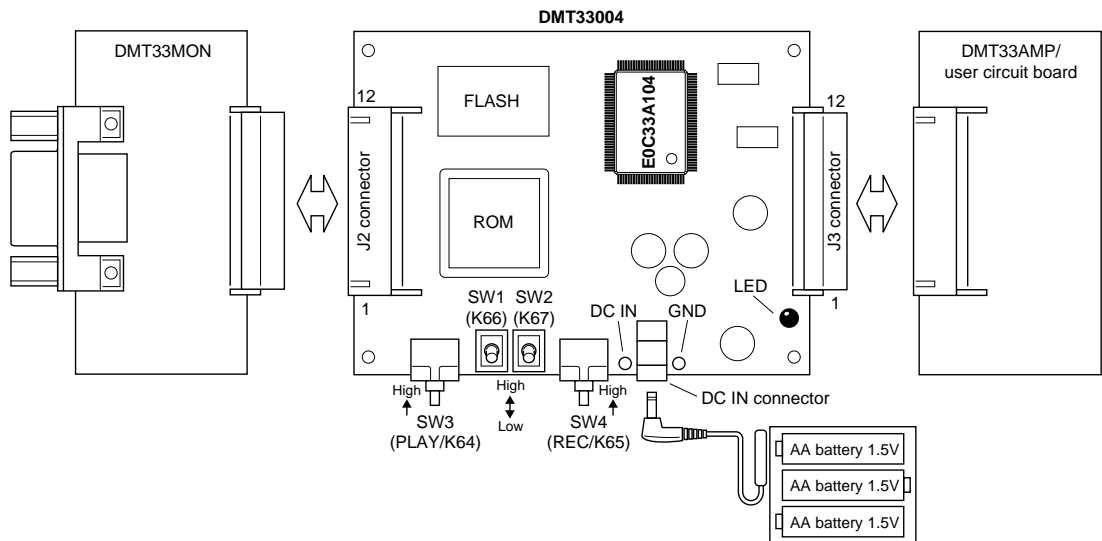 DMT33004
DMT33MON
DMT33AMP/
user circuit board
FLASH
E0C33A104
12
12
J2 connector
J3 connector
ROM
1
1
SW1
(K66)
SW2
(K67)
LED
DC IN
GND
High
High
Low
High
SW3
(PLAY/K64)
SW4
(REC/K65)
DC IN connector
AA battery 1.5V
AA battery 1.5V
AA battery 1.5V